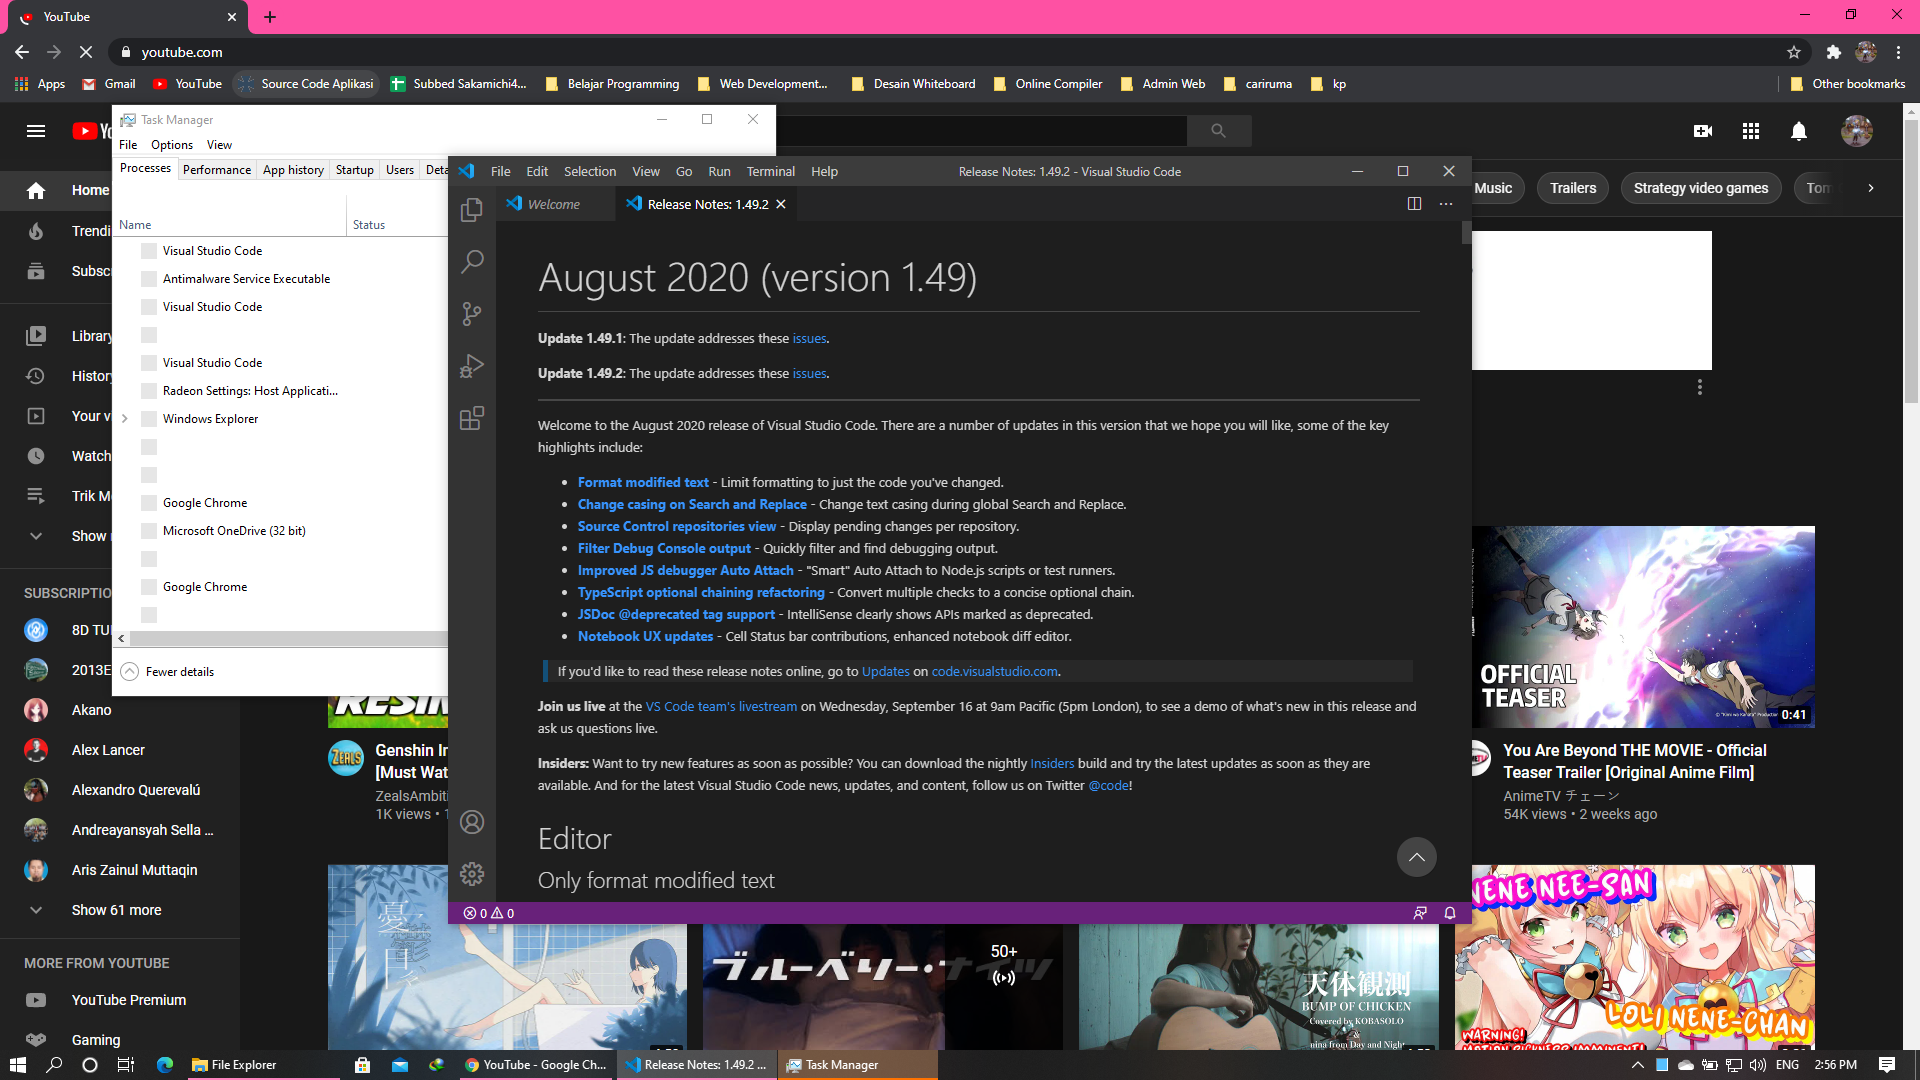 YouTube
youtube.com
Apps
Gmail
YouTube
Source Code Aplikasi
Subbed Sakamichi4...
Belajar Programming
Web Development...
Desain Whiteboard
Online Compiler
Admin Web
cariruma
kp
Other bookmarks
Task Manager
File Options View
Processes Performance App history Startup Users Deta
Name Status
Visual Studio Code
Antimalware Service Executable
Visual Studio Code
Visual Studio Code
Radeon Settings: Host Applicati...
Windows Explorer
Google Chrome
Microsoft OneDrive (32 bit)
Google Chrome
Fewer details
File Edit Selection View Go Run Terminal Help
Release Notes: 1.49.2 - Visual Studio Code
Welcome
Release Notes: 1.49.2
August 2020 (version 1.49)
Update 1.49.1: The update addresses these issues.
Update 1.49.2: The update addresses these issues.
Welcome to the August 2020 release of Visual Studio Code. There are a number of updates in this version that we hope you will like, some of the key
highlights include:
• Format modified text - Limit formatting to just the code you've changed.
• Change casing on Search and Replace - Change text casing during global Search and Replace.
• Source Control repositories view - Display pending changes per repository.
• Filter Debug Console output - Quickly filter and find debugging output.
• Improved JS debugger Auto Attach - "Smart" Auto Attach to Node.js scripts or test runners.
• TypeScript optional chaining refactoring - Convert multiple checks to a concise optional chain.
• JSDoc @deprecated tag support - IntelliSense clearly shows APIs marked as deprecated.
• Notebook UX updates - Cell Status bar contributions, enhanced notebook diff editor.
If you'd like to read these release notes online, go to Updates on code.visualstudio.com.
Join us live at the VS Code team's livestream on Wednesday, September 16 at 9am Pacific (5pm London), to see a demo of what's new in this release and
ask us questions live.
Insiders: Want to try new features as soon as possible? You can download the nightly Insiders build and try the latest updates as soon as they are
available. And for the latest Visual Studio Code news, updates, and content, follow us on Twitter @code!
Editor
Only format modified text
0 0
Home
Trendi
Subsc
Library
History
Your v
Watch
Trik M
Show
SUBSCRIPTIO
8D TU
2013E
Akano
Alex Lancer
Alexandro Querevalú
Andreayansyah Sella ...
Aris Zainul Muttaqin
Show 61 more
MORE FROM YOUTUBE
YouTube Premium
Gaming
Music
Trailers
Strategy video games
Tom
RESIN
ZEALS
Genshin In
[Must Wat
ZealsAmbiti
1K views •
OFFICIAL
TEASER
0:41
You Are Beyond THE MOVIE - Official
Teaser Trailer [Original Anime Film]
AnimeTV チェーン
54K views • 2 weeks ago
ブルーベリー・ナイツ
50+
天体観測
BUMP OF CHICKEN
Covered by KOBASOLO
&
nina from Day and Night
NENE NEE-SAN
LOLI NENE-CHAN
WARNING!
File Explorer
YouTube - Google Ch...
Release Notes: 1.49.2 ...
Task Manager
ENG
2:56 PM